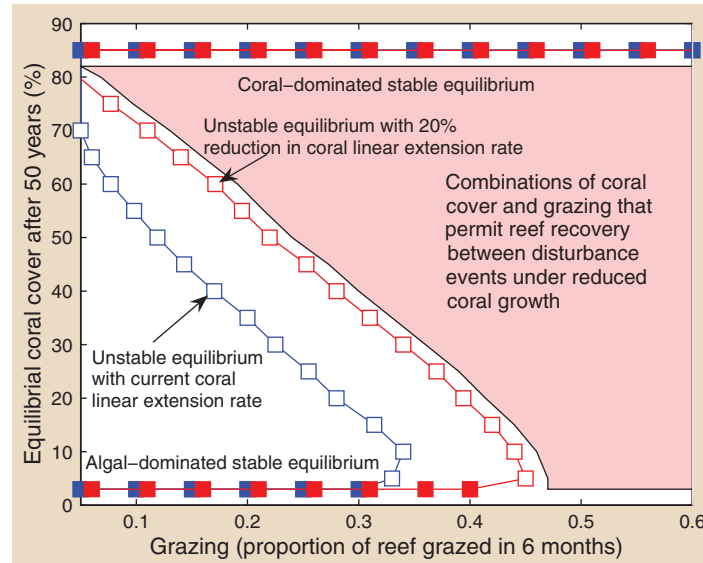 Equilibrial coral cover after 50 years (%)
90
80
70
60
50
40
30
20
10
0
Coral–dominated stable equilibrium
Unstable equilibrium with 20%
reduction in coral linear extension rate
Combinations of coral
cover and grazing that
permit reef recovery
between disturbance
events under reduced
coral growth
Unstable equilibrium
with current coral
linear extension rate
Algal–dominated stable equilibrium
0.1
0.2
0.3
0.4
0.5
0.6
Grazing (proportion of reef grazed in 6 months)